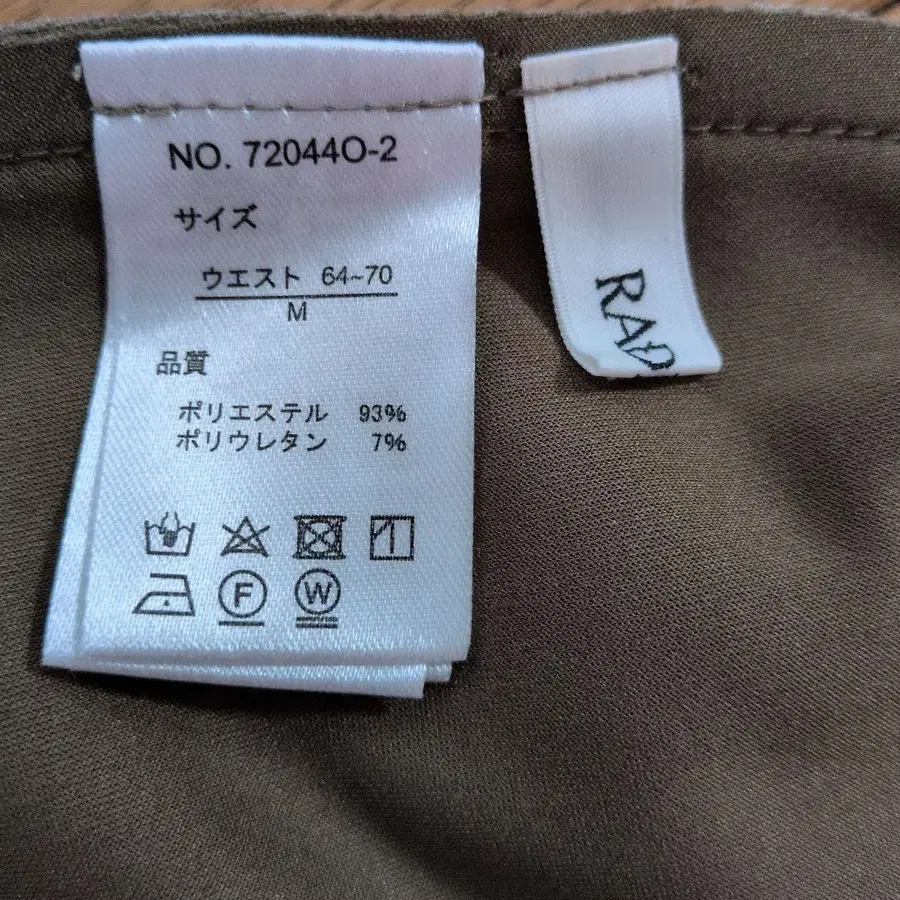 NO. 72044O-2
サイズ
ウエスト 64~70
M
品質
ポリエステル 93%
ポリウレタン 7%
F
W
RAD